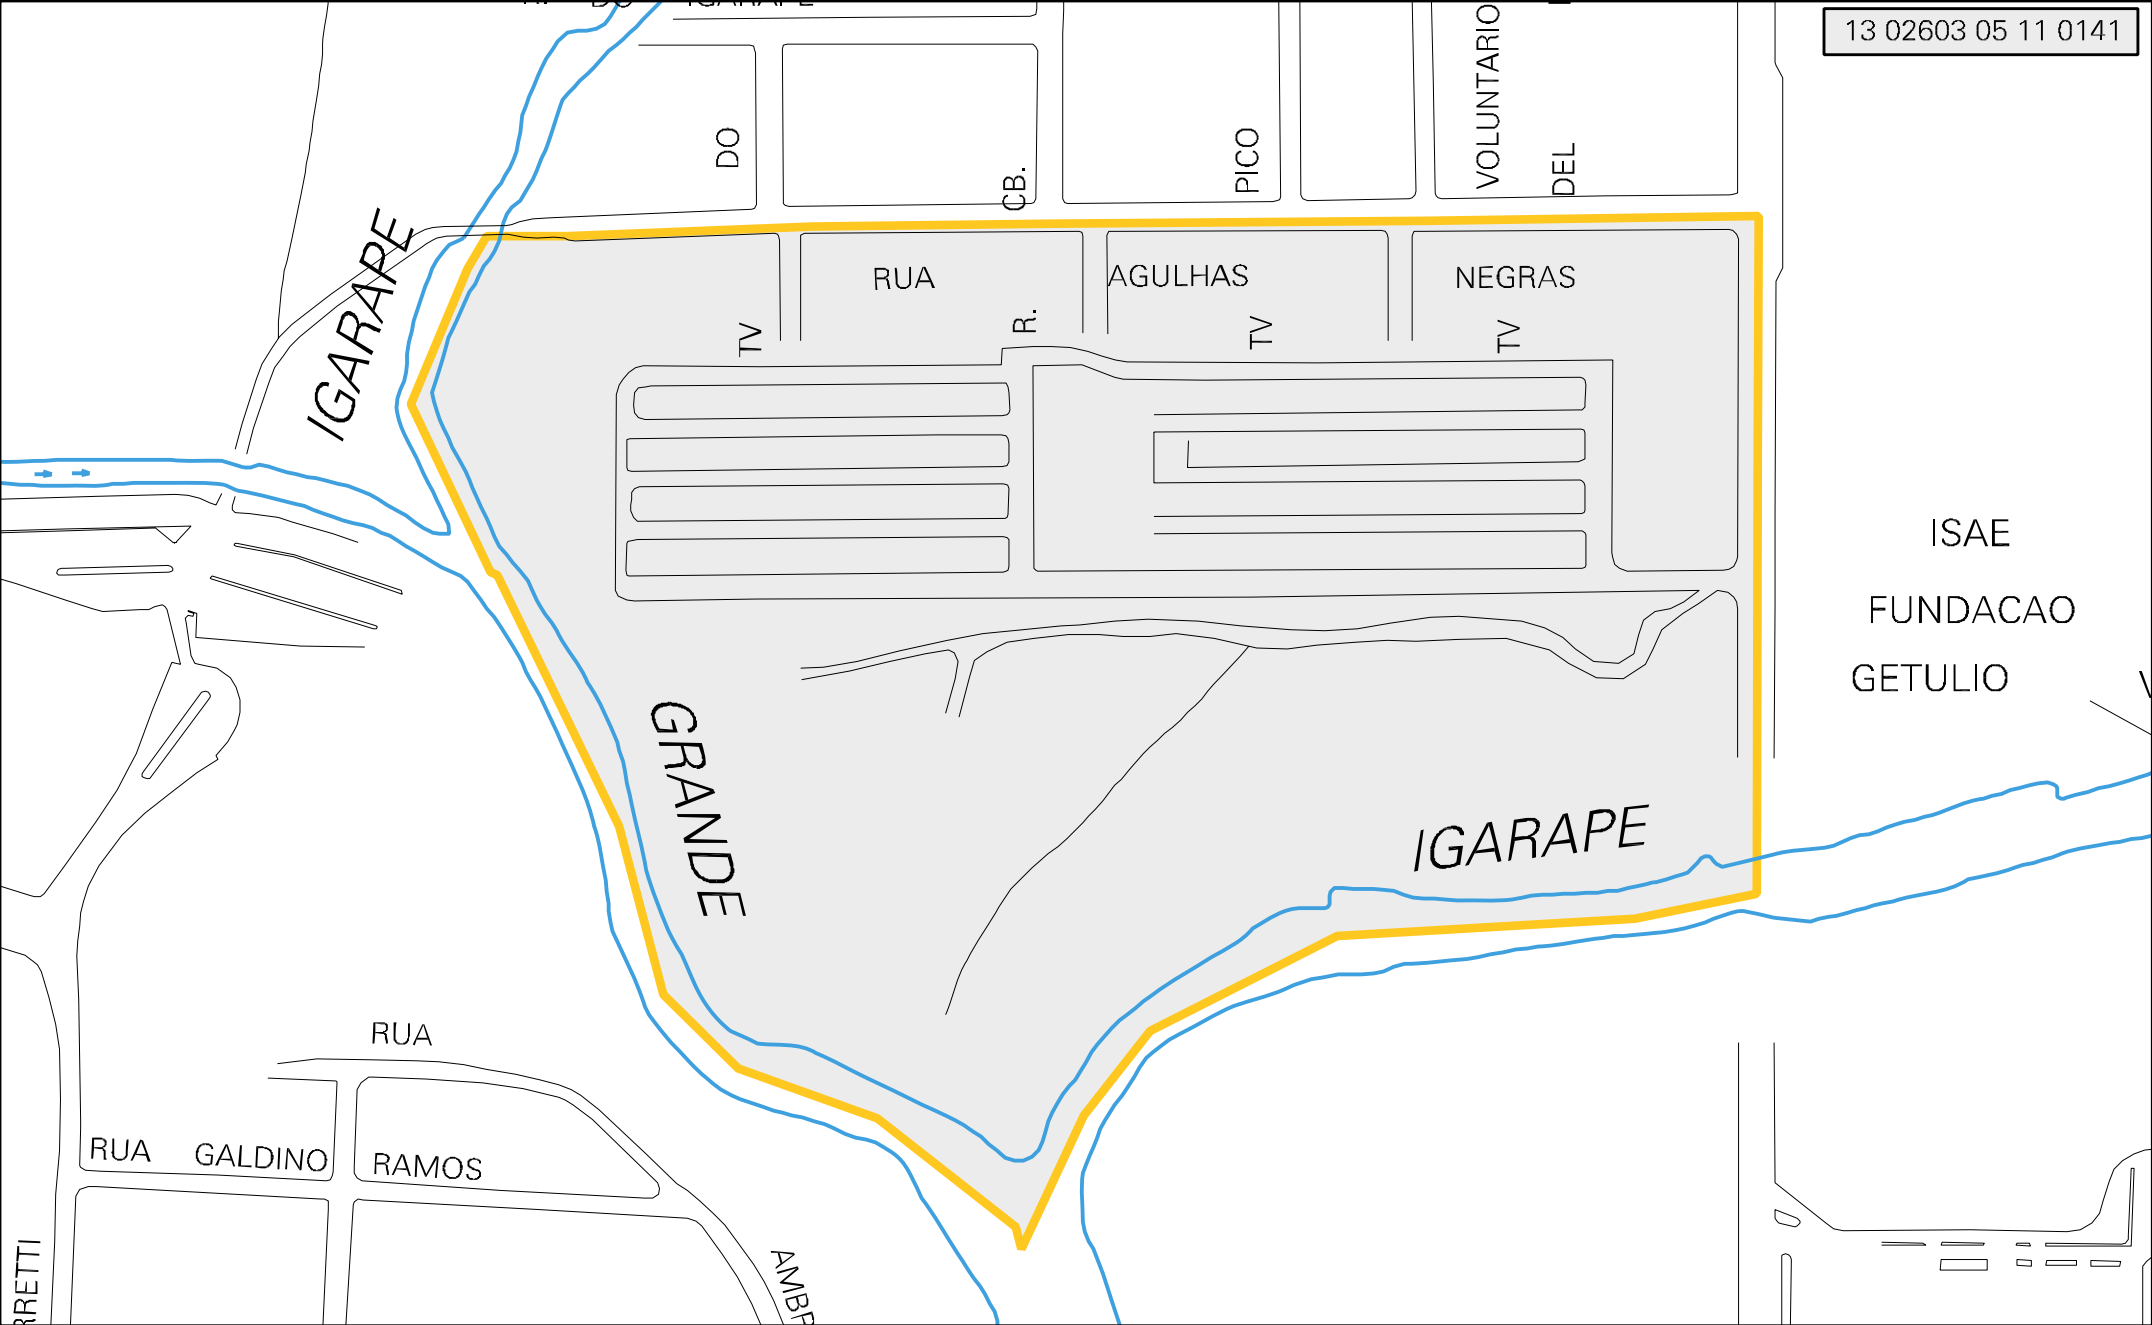 13 02603 05 11 0141
VOLUNTARIO
DO
CB.
PICO
DEL
IGARAPE
RUA AGULHAS NEGRAS
TV
R.
TV
TV
ISAE
FUNDACAO
GETULIO
GRANDE
IGARAPE
RUA
RUA GALDINO RAMOS